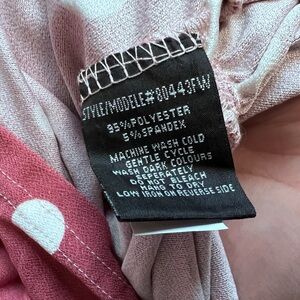 STYLE/MODELE#80443FW
95%POLYESTER
5%SPANDEX
MACHINE WASH COLD
GENTLE CYCLE
WASH DARK COLOURS
SEPERATELY
DO NOT BLEACH
HANG TO DRY
LOW IRON ON REVERSE SIDE